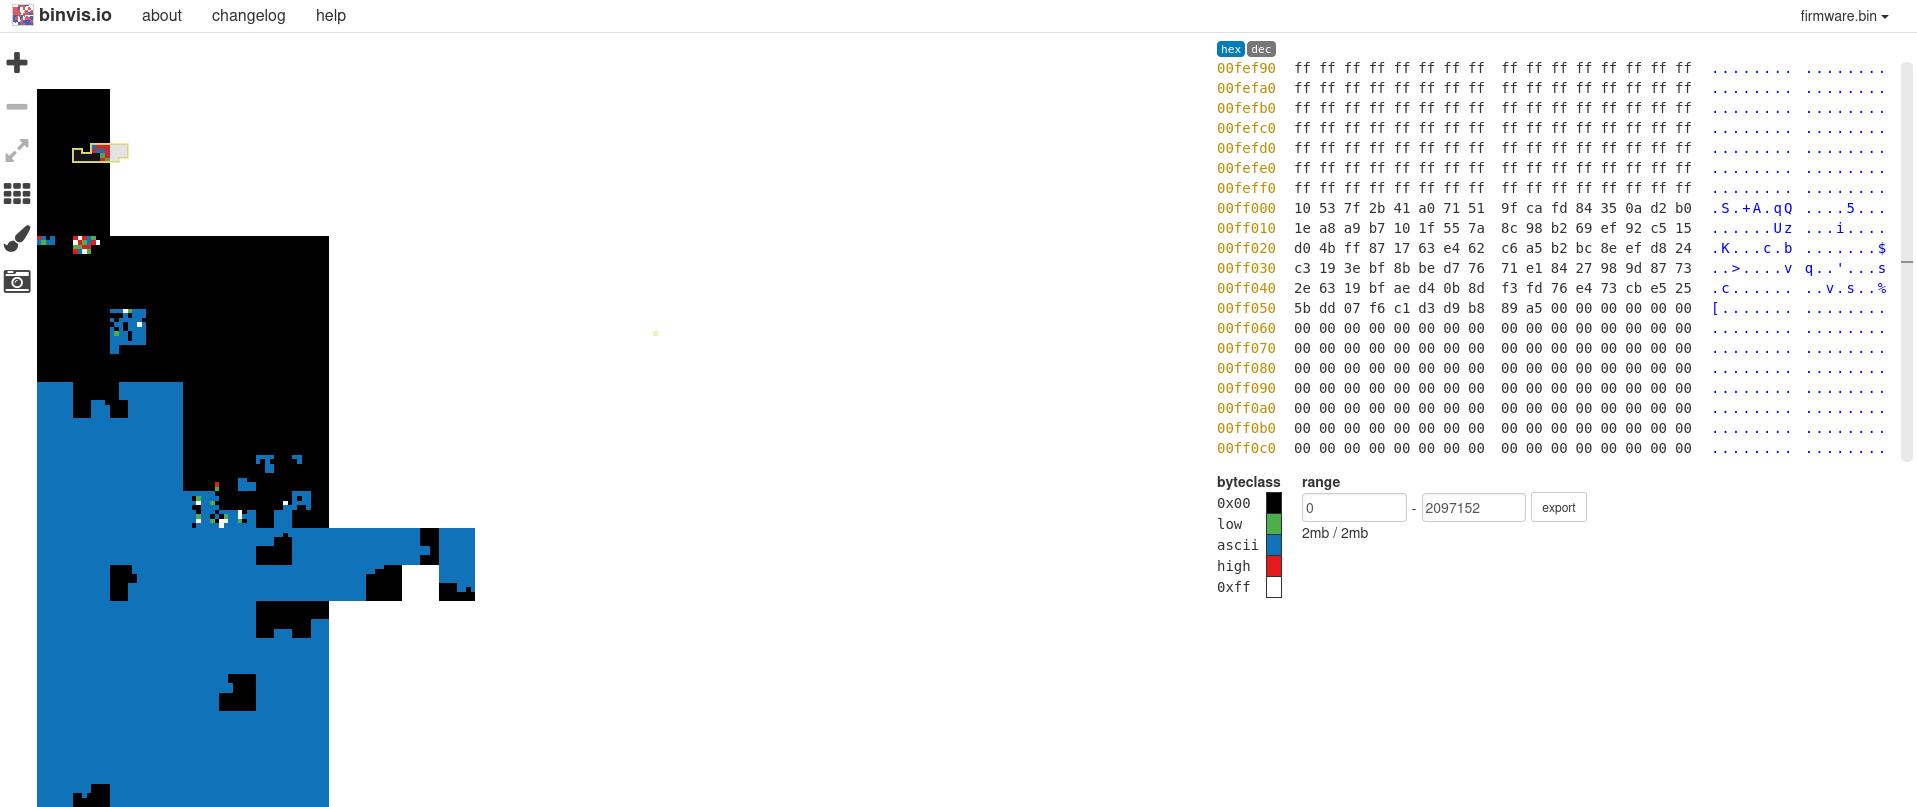 binvis.io about changelog help firmware.bin
hex dec
00fef90 ff ff ff ff ff ff ff ff ff ff ff ff ff ff ff ff ........ ........
00fefa0 ff ff ff ff ff ff ff ff ff ff ff ff ff ff ff ff ........ ........
00fefb0 ff ff ff ff ff ff ff ff ff ff ff ff ff ff ff ff ........ ........
00fefc0 ff ff ff ff ff ff ff ff ff ff ff ff ff ff ff ff ........ ........
00fefd0 ff ff ff ff ff ff ff ff ff ff ff ff ff ff ff ff ........ ........
00fefe0 ff ff ff ff ff ff ff ff ff ff ff ff ff ff ff ff ........ ........
00feff0 ff ff ff ff ff ff ff ff ff ff ff ff ff ff ff ff ........ ........
00ff000 10 53 7f 2b 41 a0 71 51 9f ca fd 84 35 0a d2 b0 .S.+A.qQ ....5...
00ff010 1e a8 a9 b7 10 1f 55 7a 8c 98 b2 69 ef 92 c5 15 ......Uz ...i....
00ff020 d0 4b ff 87 17 63 e4 62 c6 a5 b2 bc 8e ef d8 24 .K...c.b .......$
00ff030 c3 19 3e bf 8b be d7 76 71 e1 84 27 98 9d 87 73 ..>....v q..'...s
00ff040 2e 63 19 bf ae d4 0b 8d f3 fd 76 e4 73 cb e5 25 .c...... ..v.s..%
00ff050 5b dd 07 f6 c1 d3 d9 b8 89 a5 00 00 00 00 00 00 [....... ........
00ff060 00 00 00 00 00 00 00 00 00 00 00 00 00 00 00 00 ........ ........
00ff070 00 00 00 00 00 00 00 00 00 00 00 00 00 00 00 00 ........ ........
00ff080 00 00 00 00 00 00 00 00 00 00 00 00 00 00 00 00 ........ ........
00ff090 00 00 00 00 00 00 00 00 00 00 00 00 00 00 00 00 ........ ........
00ff0a0 00 00 00 00 00 00 00 00 00 00 00 00 00 00 00 00 ........ ........
00ff0b0 00 00 00 00 00 00 00 00 00 00 00 00 00 00 00 00 ........ ........
00ff0c0 00 00 00 00 00 00 00 00 00 00 00 00 00 00 00 00 ........ ........
byteclass
0x00
low
ascii
high
0xff
range
0 - 2097152 export
2mb / 2mb